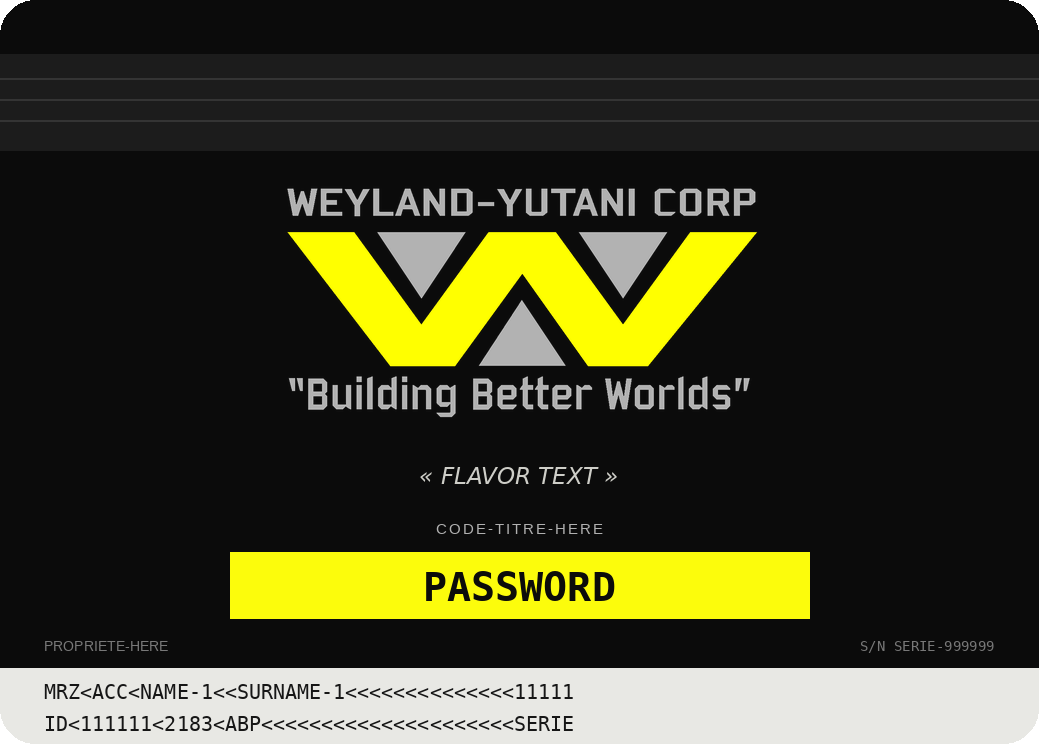 WEYLAND-YUTANI CORP
“Building Better Worlds”
« FLAVOR TEXT »
CODE-TITRE-HERE
PASSWORD
PROPRIETE-HERE
S/N SERIE-999999
MRZ<ACC<NAME-1<<SURNAME-1<<<<<<<<<<<<<<11111
ID<111111<2183<ABP<<<<<<<<<<<<<<<<<<<<<SERIE